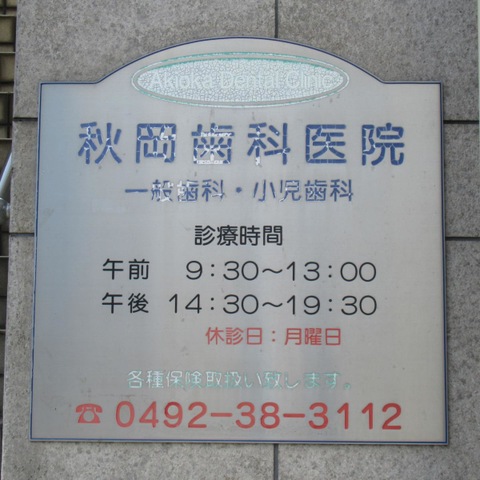 Akioka Dental Clinic
秋岡歯科医院
一般歯科・小児歯科
診療時間
午前 9:30～13:00
午後 14:30～19:30
休診日:月曜日
各種保険取扱い致します。
☎ 0492-38-3112